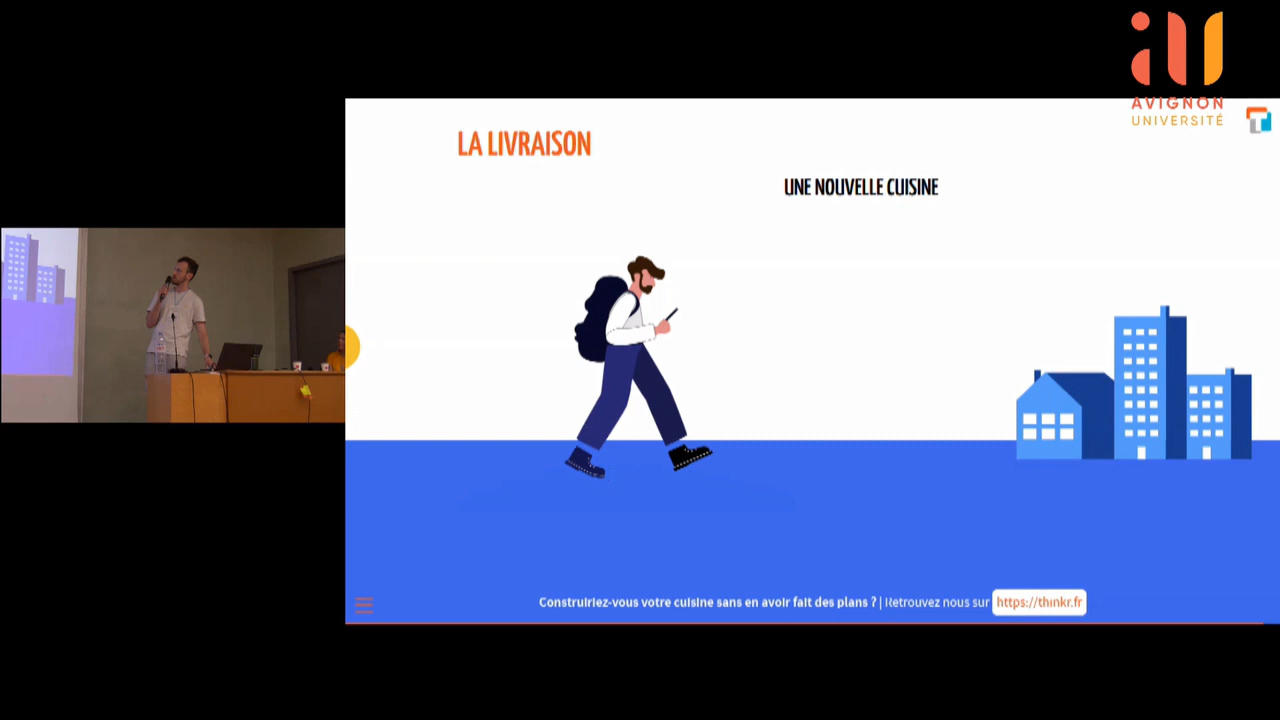 AVIGNON
UNIVERSITÉ
LA LIVRAISON
UNE NOUVELLE CUISINE
Construiriez-vous votre cuisine sans en avoir fait des plans ? | Retrouvez nous sur https://thinkr.fr